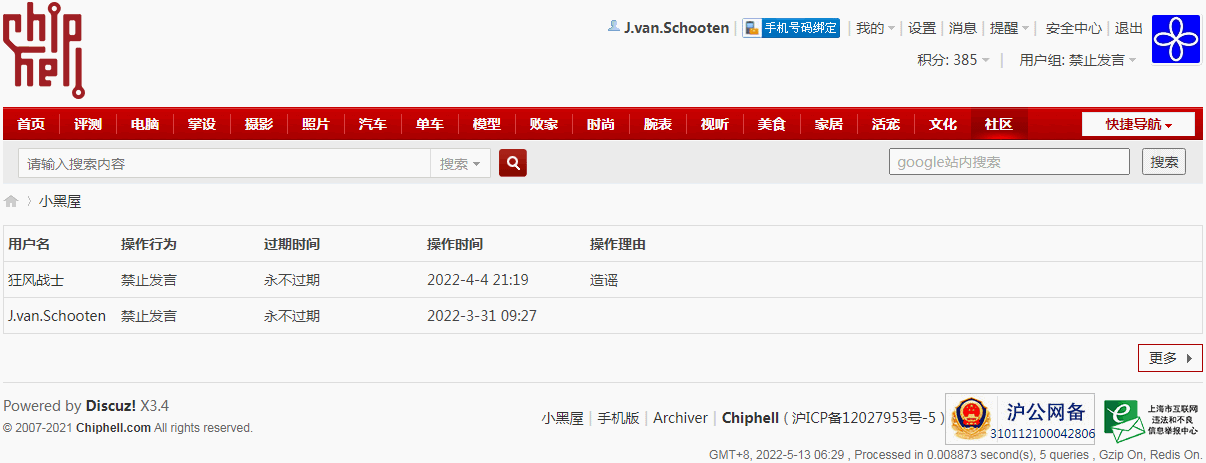 chip hell
J.van.Schooten | 手机号码绑定 | 我的 | 设置 | 消息 | 提醒 | 安全中心 | 退出
积分: 385 | 用户组: 禁止发言
首页 评测 电脑 掌设 摄影 照片 汽车 单车 模型 败家 时尚 腕表 视听 美食 家居 活宠 文化 社区 快捷导航
请输入搜索内容 搜索 google站内搜索 搜索
小黑屋
用户名 操作行为 过期时间 操作时间 操作理由
狂风战士 禁止发言 永不过期 2022-4-4 21:19 造谣
J.van.Schooten 禁止发言 永不过期 2022-3-31 09:27
更多
Powered by Discuz! X3.4
© 2007-2021 Chiphell.com All rights reserved.
小黑屋 | 手机版 | Archiver | Chiphell ( 沪ICP备12027953号-5 )
沪公网备
310112100042806
上海市互联网
违法和不良
信息举报中心
GMT+8, 2022-5-13 06:29 , Processed in 0.008873 second(s), 5 queries , Gzip On, Redis On.